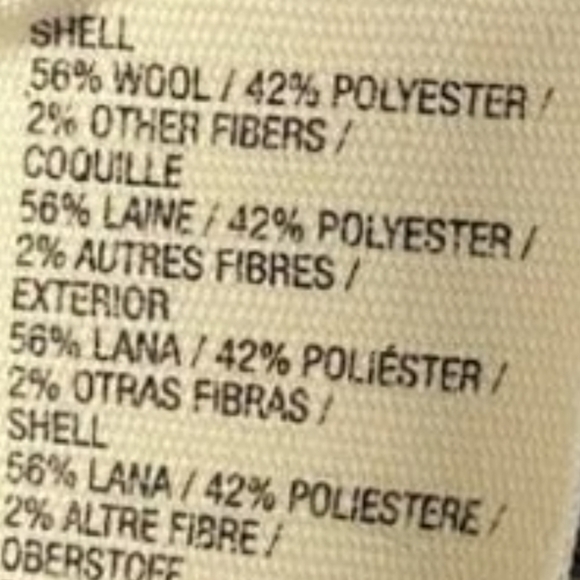 SHELL
56% WOOL / 42% POLYESTER /
2% OTHER FIBERS /
COQUILLE
56% LAINE / 42% POLYESTER /
2% AUTRES FIBRES /
EXTERIOR
56% LANA / 42% POLIÉSTER /
2% OTRAS FIBRAS /
SHELL
56% LANA / 42% POLIESTERE /
2% ALTRE FIBRE /
OBERSTOFF